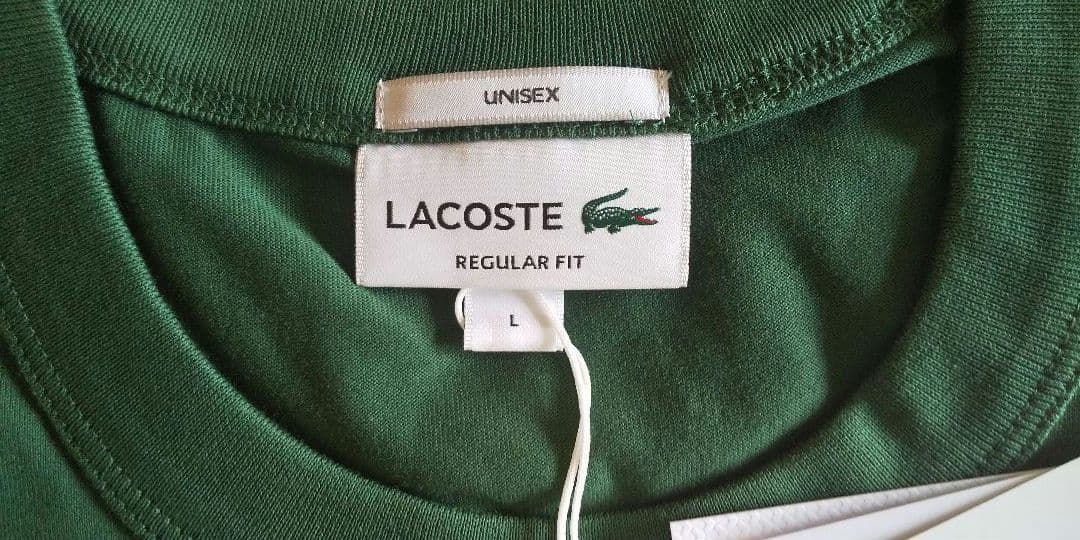 UNISEX
LACOSTE
REGULAR FIT
L